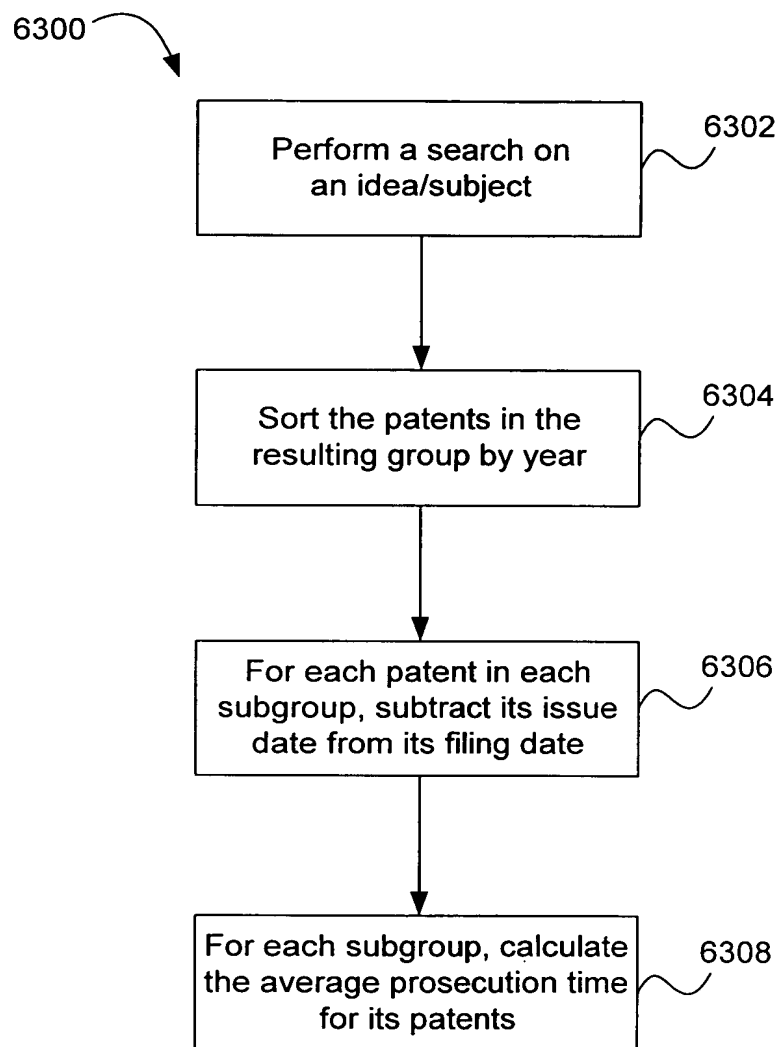 6300
6302
Perform a search on
an idea/subject
6304
Sort the patents in the
resulting group by year
6306
For each patent in each
subgroup, subtract its issue
date from its filing date
6308
For each subgroup, calculate
the average prosecution time
for its patents